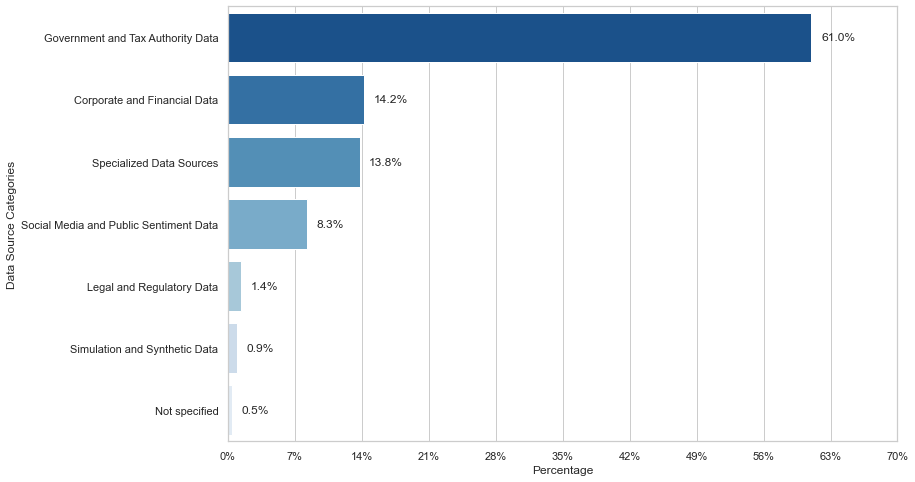 Data Source Categories
Government and Tax Authority Data
61.0%
Corporate and Financial Data
14.2%
Specialized Data Sources
13.8%
Social Media and Public Sentiment Data
8.3%
Legal and Regulatory Data
1.4%
Simulation and Synthetic Data
0.9%
Not specified
0.5%
0% 7% 14% 21% 28% 35% 42% 49% 56% 63% 70%
Percentage